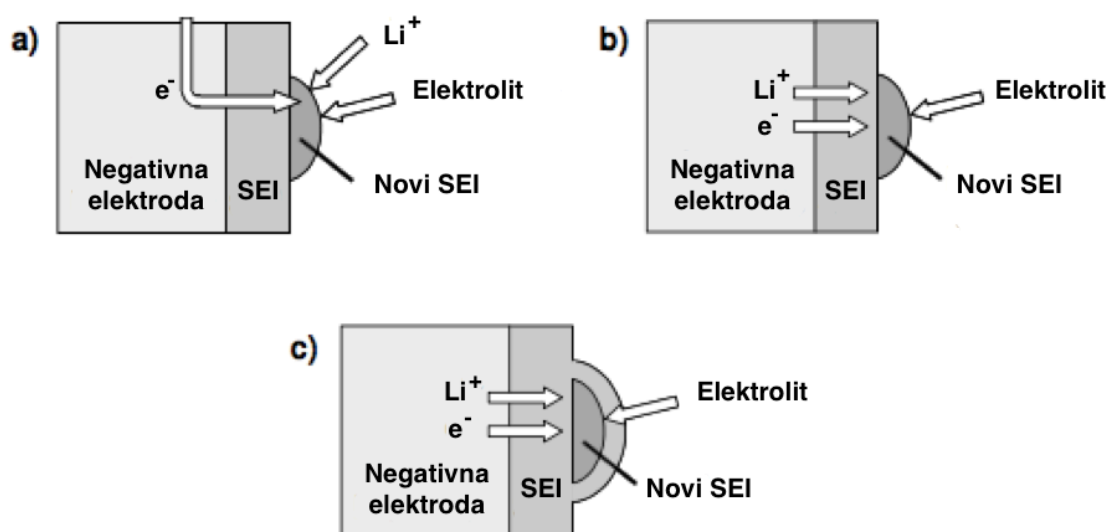 a)
Li+
e-
Elektrolit
Negativna
elektroda
SEI
Novi SEI
b)
Li+
e-
Elektrolit
Negativna
elektroda
SEI
Novi SEI
c)
Li+
e-
Elektrolit
Negativna
elektroda
SEI
Novi SEI